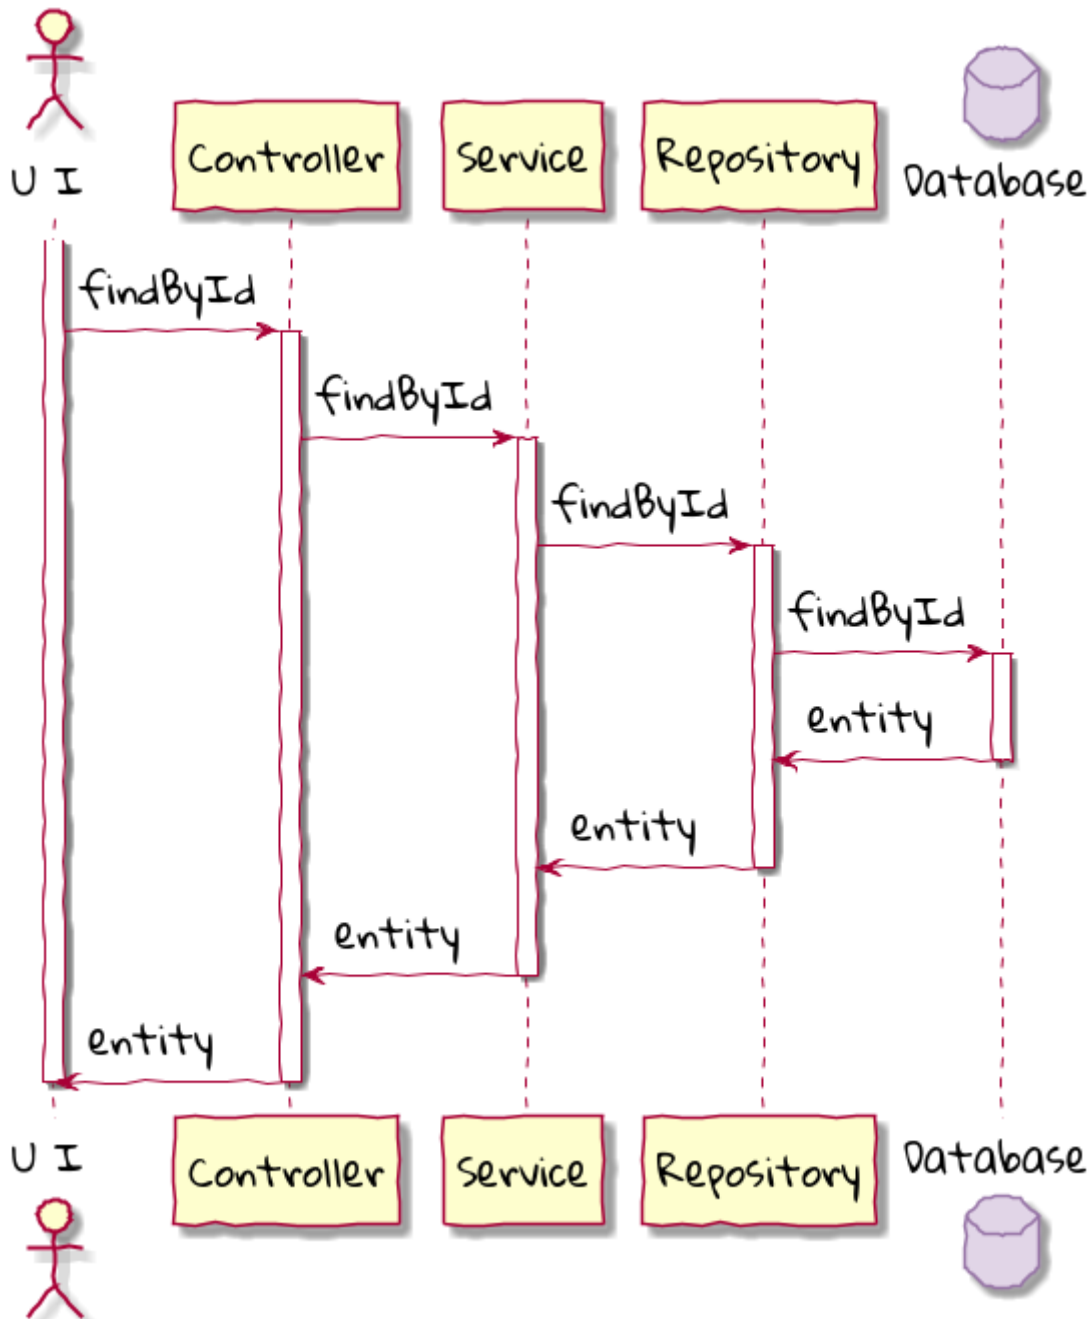 U I
Controller
Service
Repository
Database
findById
findById
findById
findById
entity
entity
entity
entity
U I
Controller
Service
Repository
Database